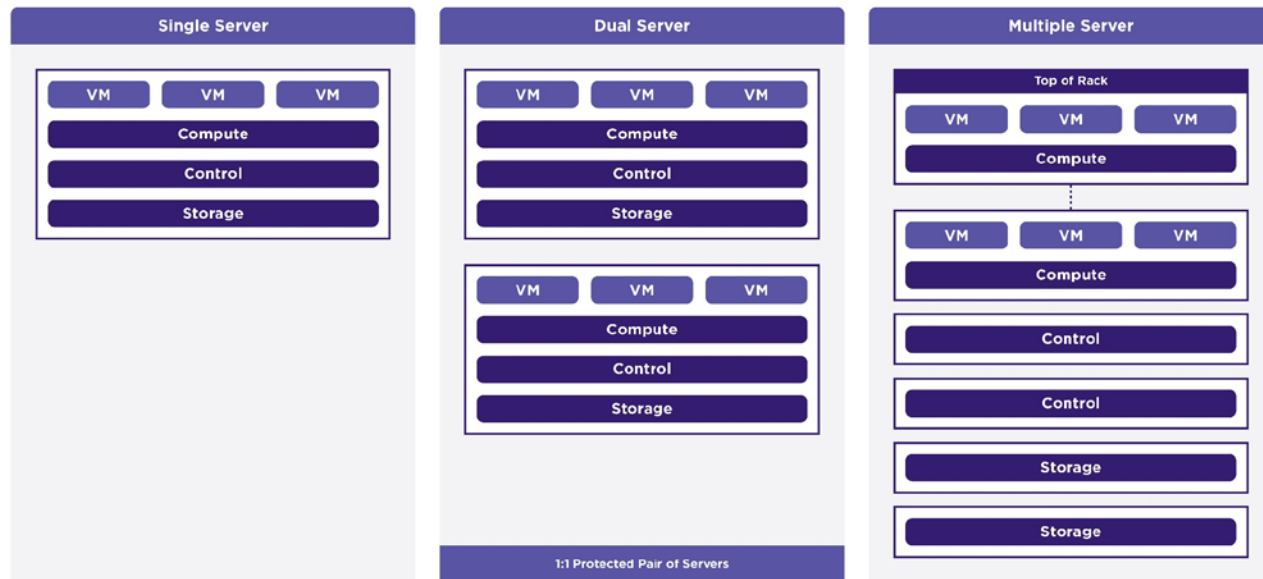 Single Server
VM VM VM
Compute
Control
Storage
Dual Server
VM VM VM
Compute
Control
Storage
VM VM VM
Compute
Control
Storage
1:1 Protected Pair of Servers
Multiple Server
Top of Rack
VM VM VM
Compute
VM VM VM
Compute
Control
Control
Storage
Storage